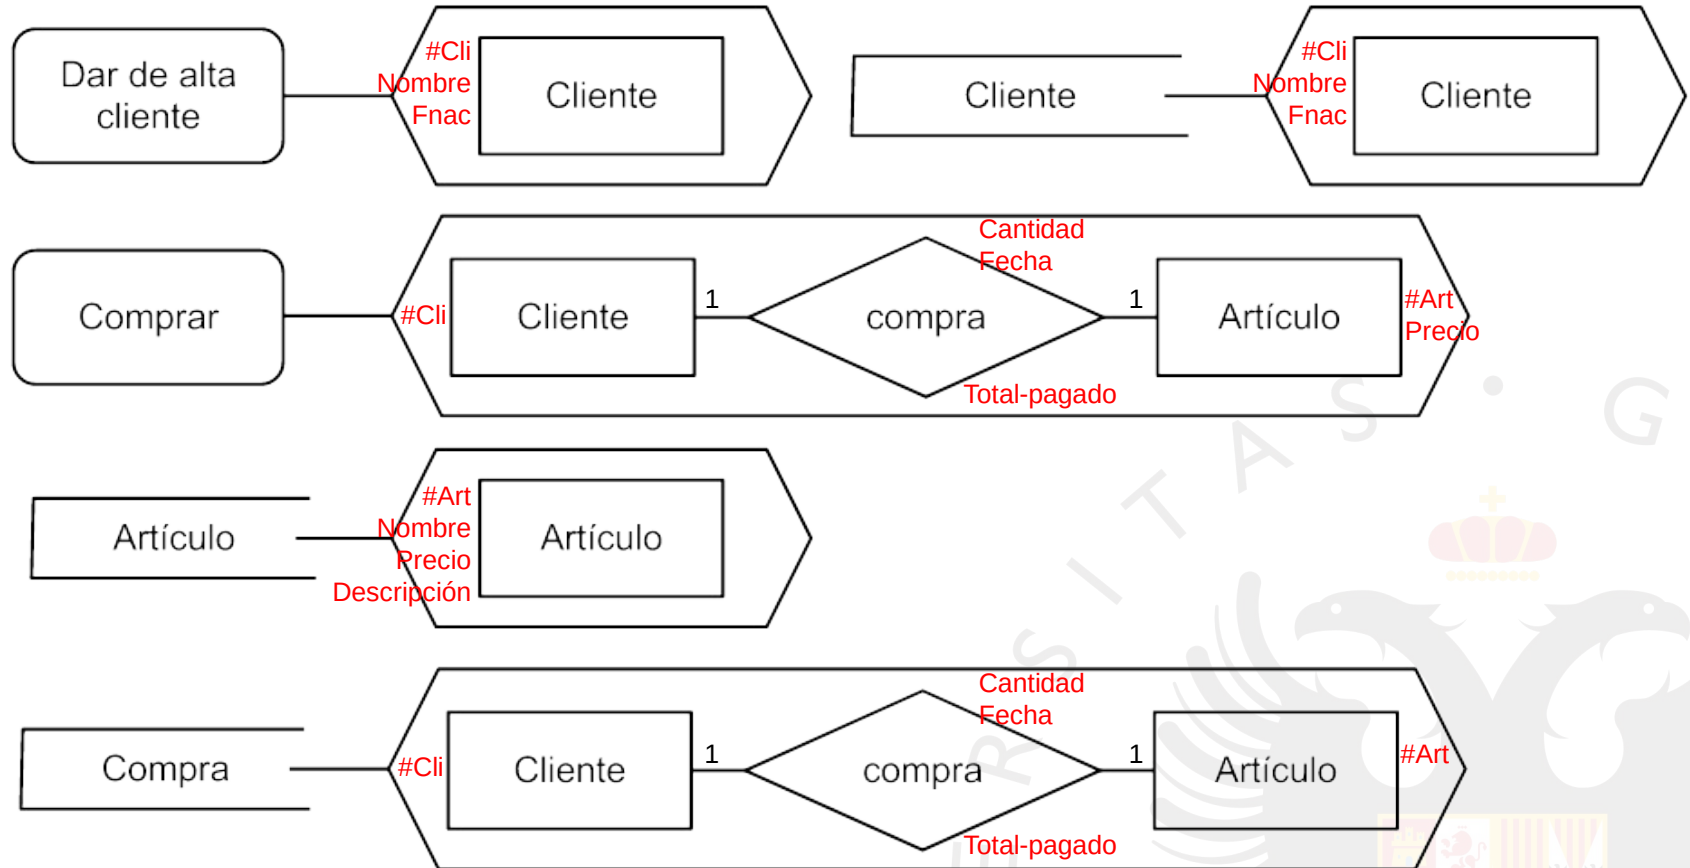 Dar de alta
cliente
#Cli
Nombre
Fnac
Cliente
Cliente
#Cli
Nombre
Fnac
Cliente
Comprar
#Cli
Cliente
1
Cantidad
Fecha
compra
Total-pagado
1
Artículo
#Art
Precio
Artículo
#Art
Nombre
Precio
Descripción
Artículo
Compra
#Cli
Cliente
1
Cantidad
Fecha
compra
Total-pagado
1
Artículo
#Art
R S I T A S · G